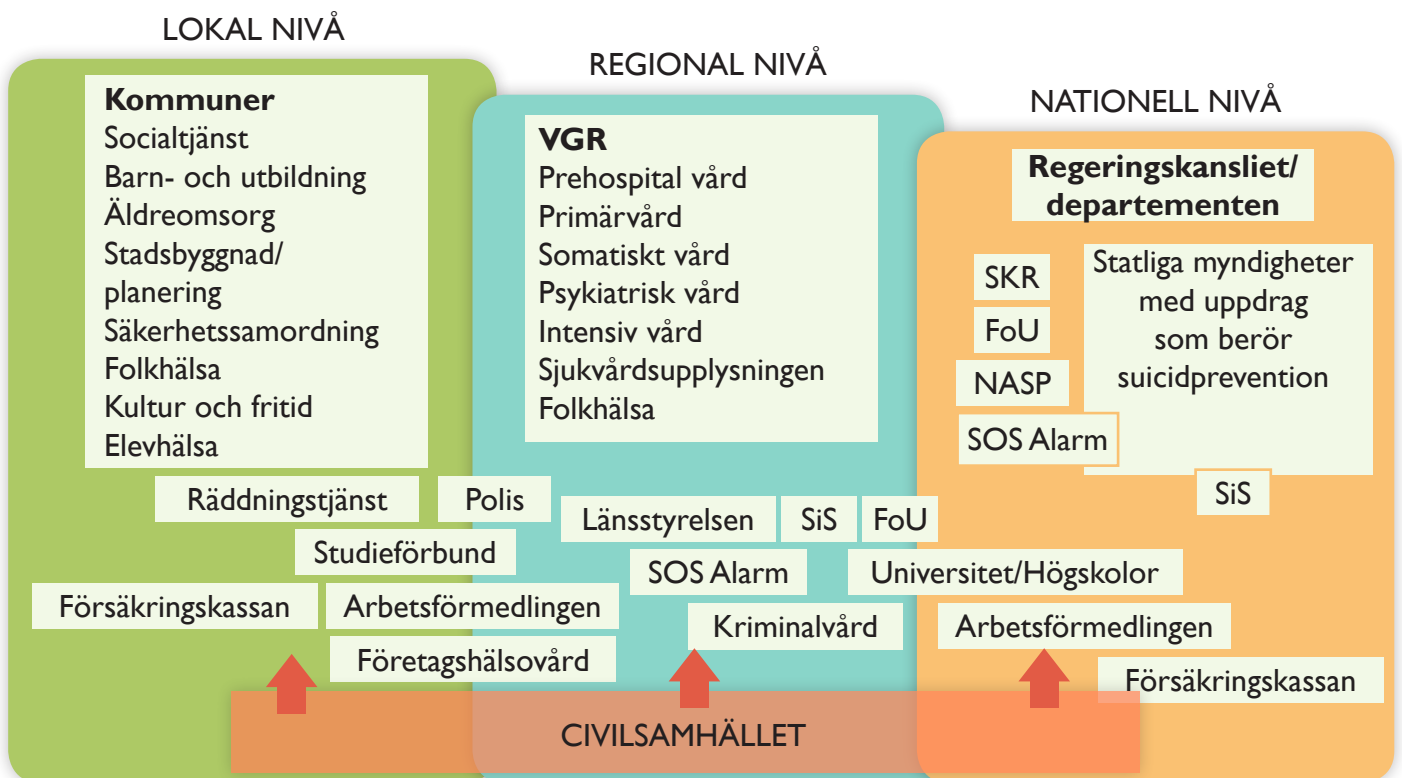 LOKAL NIVÅ
Kommuner
Socialtjänst
Barn- och utbildning
Äldreomsorg
Stadsbyggnad/
planering
Säkerhetssamordning
Folkhälsa
Kultur och fritid
Elevhälsa
REGIONAL NIVÅ
VGR
Prehospital vård
Primärvård
Somatiskt vård
Psykiatrisk vård
Intensiv vård
Sjukvårdsupplysningen
Folkhälsa
NATIONELL NIVÅ
Regeringskansliet/
departementen
SKR
FoU
NASP
SOS Alarm
Statliga myndigheter
med uppdrag
som berör
suicidprevention
SiS
Räddningstjänst
Polis
Studieförbund
Försäkringskassan
Arbetsförmedlingen
Företagshälsovård
Länsstyrelsen
SiS
FoU
SOS Alarm
Universitet/Högskolor
Kriminalvård
Arbetsförmedlingen
Försäkringskassan
CIVILSAMHÄLLET